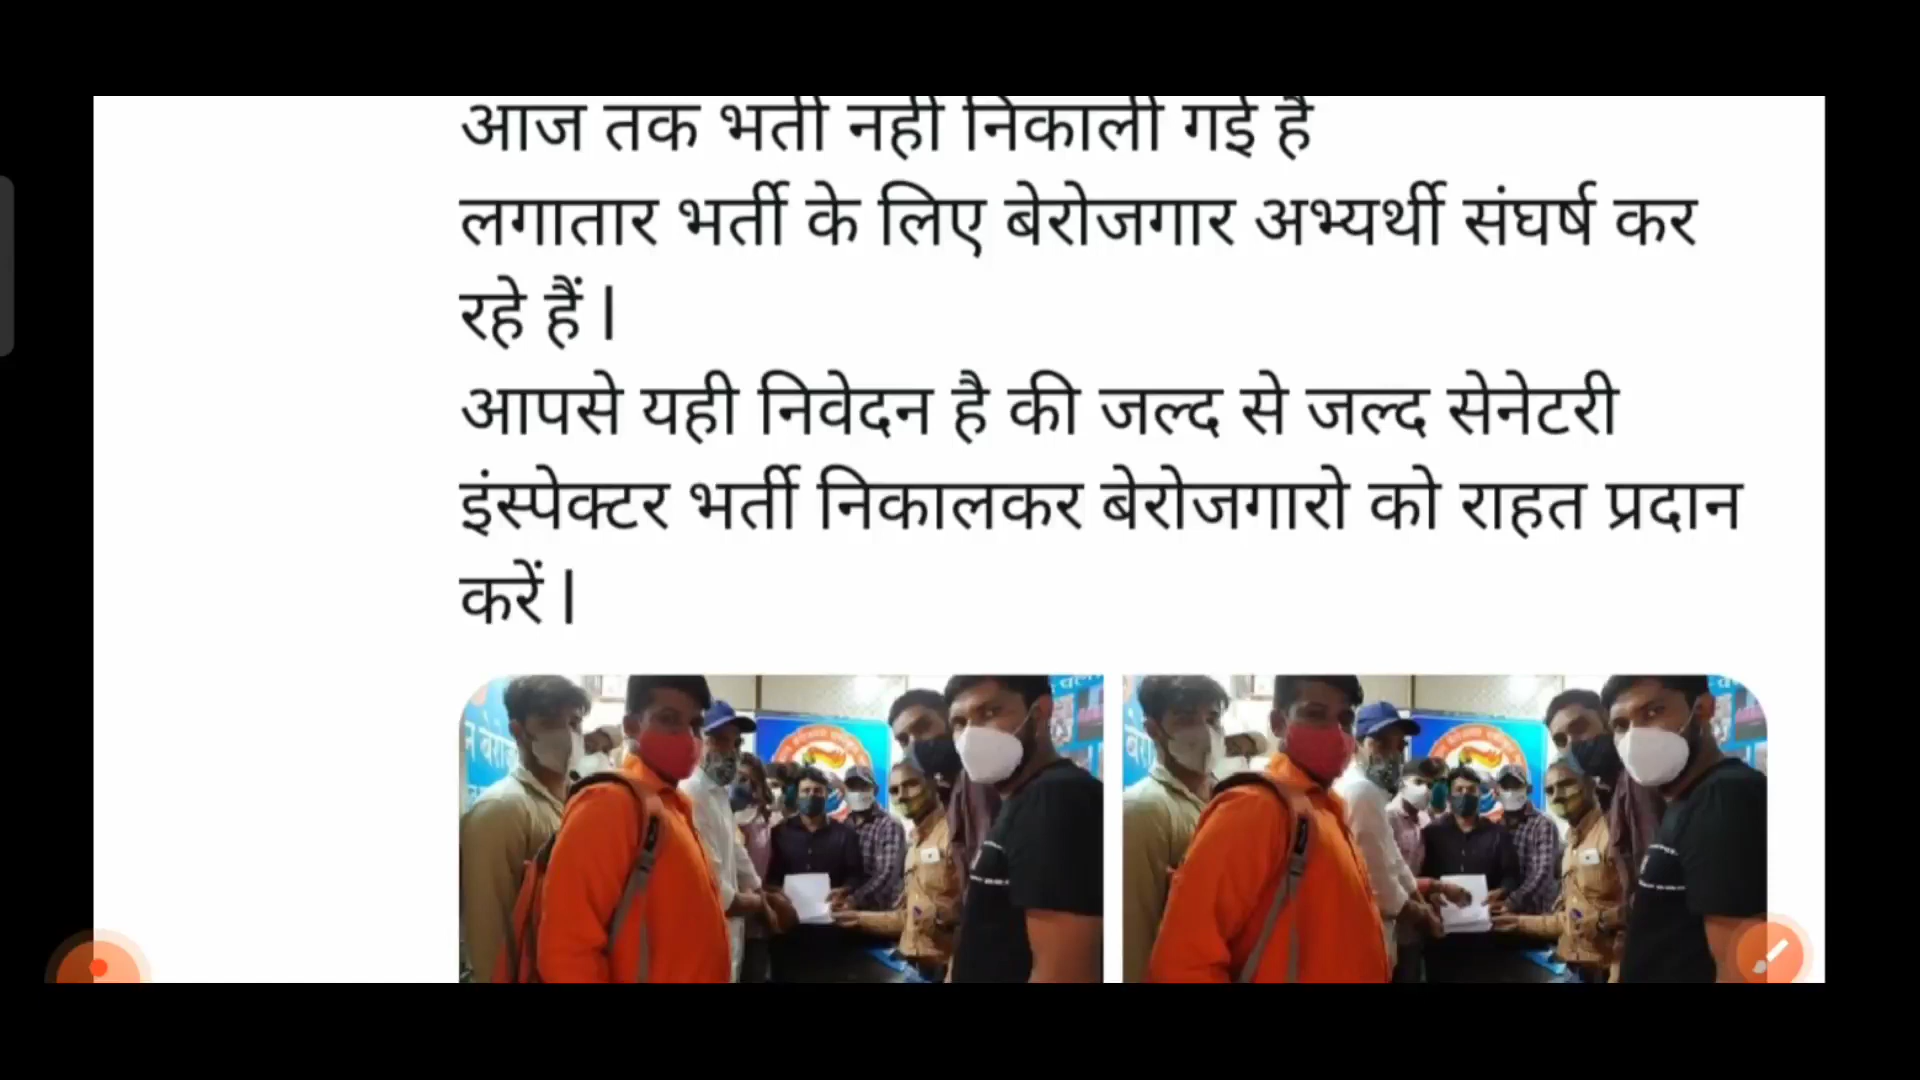 आज तक भर्ती नहीं निकाली गई है
लगातार भर्ती के लिए बेरोजगार अभ्यर्थी संघर्ष कर
रहे हैं l
आपसे यही निवेदन है की जल्द से जल्द सेनेटरी
इंस्पेक्टर भर्ती निकालकर बेरोजगारो को राहत प्रदान
करें l